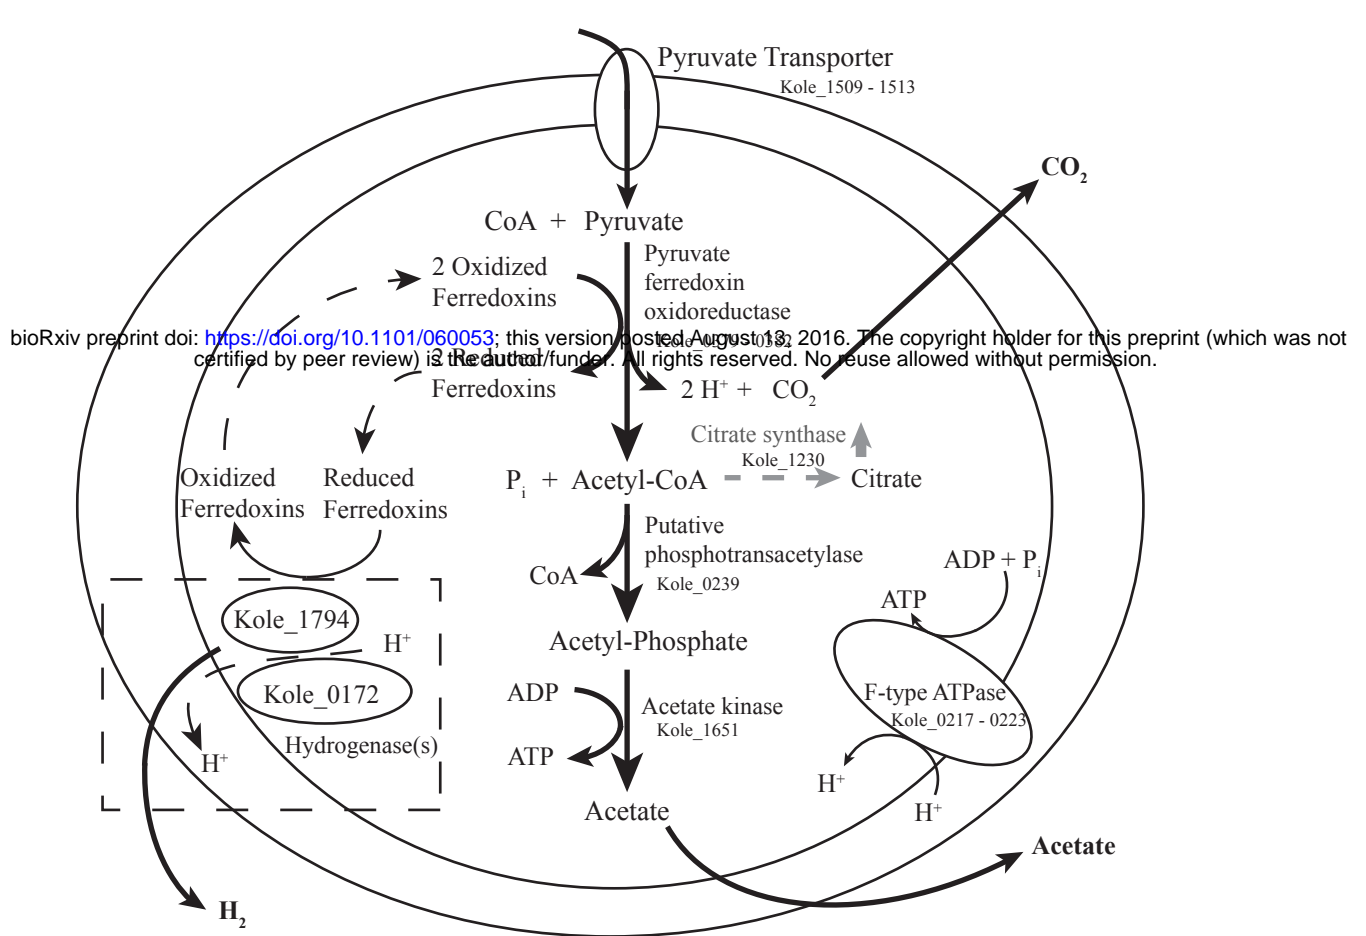 Pyruvate Transporter
Kole_1509 - 1513
CO2
CoA + Pyruvate
2 Oxidized
Ferredoxins
Pyruvate
ferredoxin
oxidoreductase
bioRxiv preprint doi: https://doi.org/10.1101/060053; this version posted August 13, 2016. The copyright holder for this preprint (which was not
certified by peer review) is the author/funder. All rights reserved. No reuse allowed without permission.
2 Reduced
Ferredoxins
2 H+ + CO2
Citrate synthase
Kole_1230
Oxidized
Ferredoxins
Reduced
Ferredoxins
Pi + Acetyl-CoA
Citrate
Putative
phosphotransacetylase
Kole_0239
CoA
ADP + Pi
ATP
Kole_1794
H+
Kole_0172
Hydrogenase(s)
H+
Acetyl-Phosphate
ADP
ATP
Acetate kinase
Kole_1651
F-type ATPase
Kole_0217 - 0223
H+
H+
Acetate
Acetate
H2